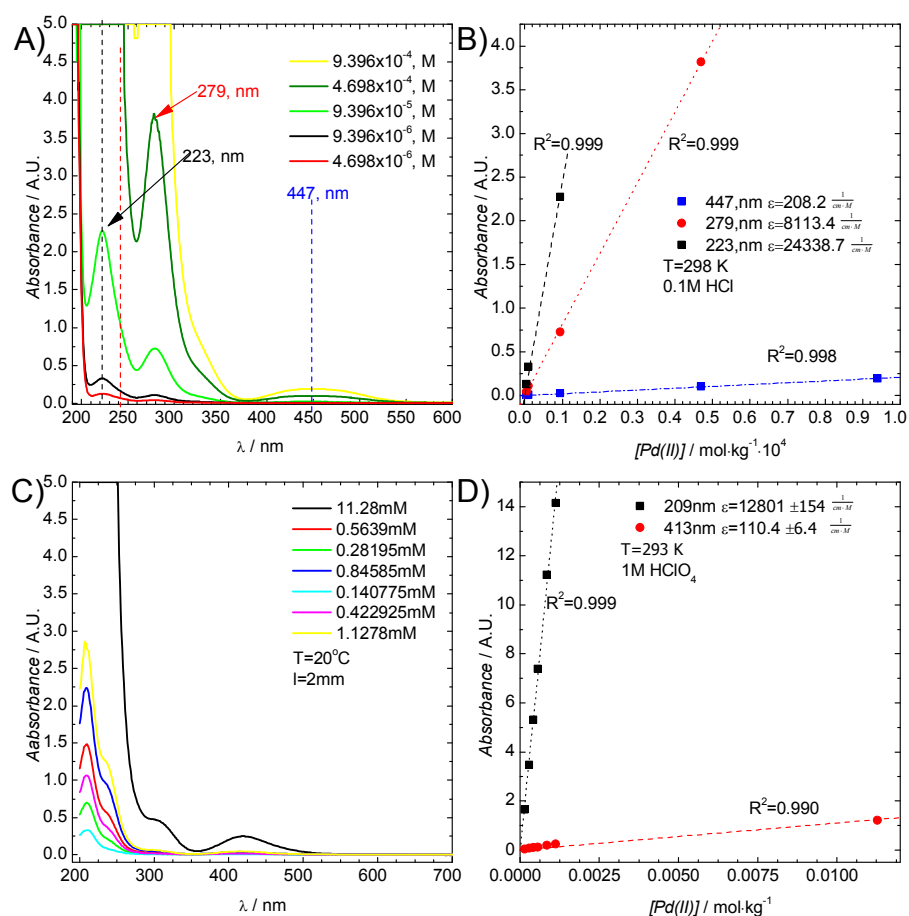 A)
5.0
4.5
4.0
3.5
3.0
2.5
2.0
1.5
1.0
0.5
0.0
Absorbance / A.U.
9.396x10⁻⁴, M
4.698x10⁻⁴, M
9.396x10⁻⁵, M
9.396x10⁻⁶, M
4.698x10⁻⁶, M
279, nm
223, nm
447, nm
200 250 300 350 400 450 500 550 600
λ / nm
B)
4.0
3.5
3.0
2.5
2.0
1.5
1.0
0.5
0.0
Absorbance / A.U.
R²=0.999
R²=0.999
447,nm ε=208.2 1/cm·M
279,nm ε=8113.4 1/cm·M
223,nm ε=24338.7 1/cm·M
T=298 K
0.1M HCl
R²=0.998
0.0 0.1 0.2 0.3 0.4 0.5 0.6 0.7 0.8 0.9 1.0
[Pd(II)] / mol·kg⁻¹·10⁴
C)
5.0
4.5
4.0
3.5
3.0
2.5
2.0
1.5
1.0
0.5
0.0
Aabsorbance / A.U.
11.28mM
0.5639mM
0.28195mM
0.84585mM
0.140775mM
0.422925mM
1.1278mM
T=20°C
l=2mm
200 300 400 500 600 700
λ / nm
D)
14
12
10
8
6
4
2
0
Absorbance / A.U.
209nm ε=12801 ±154 1/cm·M
413nm ε=110.4 ±6.4 1/cm·M
T=293 K
1M HClO₄
R²=0.999
R²=0.990
0.0000 0.0025 0.0050 0.0075 0.0100
[Pd(II)] / mol·kg⁻¹